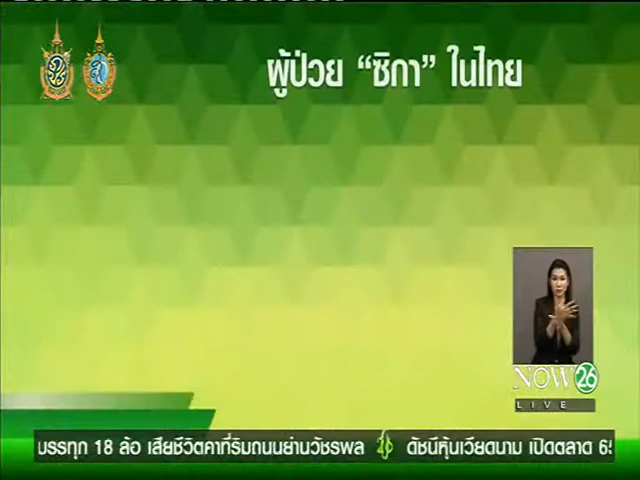 ผู้ป่วย “ซิกา” ในไทย
NOW 26
LIVE
บรรทุก 18 ล้อ เสียชีวิตคาที่ริมถนนย่านวัชรพล ดัชนีหุ้นเวียดนาม เปิดตลาด